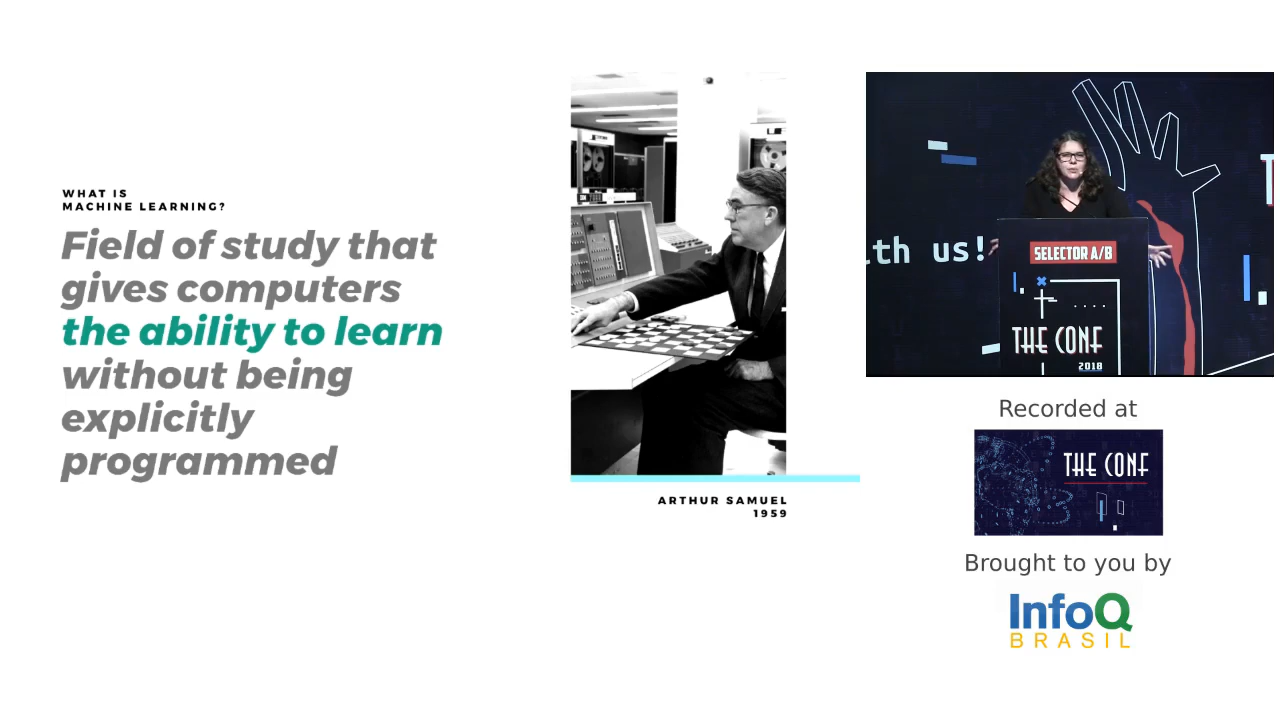 WHAT IS
MACHINE LEARNING?
Field of study that
gives computers
the ability to learn
without being
explicitly
programmed
ARTHUR SAMUEL
1959
th us!
SELECTOR A/B
THE CONF
2018
Recorded at
THE CONF
Brought to you by
InfoQ
BRASIL